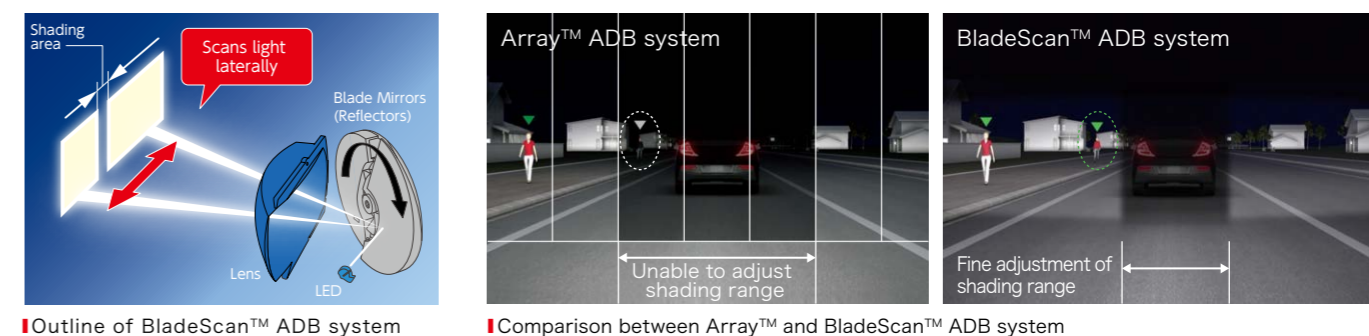 Shading
area
Scans light
laterally
Blade Mirrors
(Reflectors)
Lens
LED
Outline of BladeScan™ ADB system
Array™ ADB system
Unable to adjust
shading range
BladeScan™ ADB system
Fine adjustment of
shading range
Comparison between Array™ and BladeScan™ ADB system